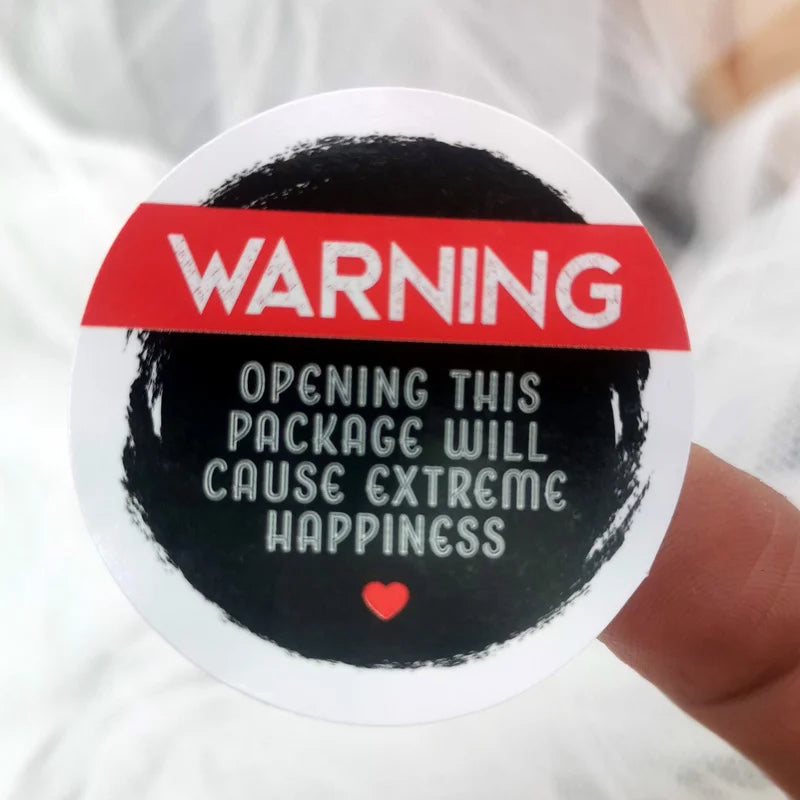 WARNING
OPENING THIS
PACKAGE WILL
CAUSE EXTREME
HAPPINESS